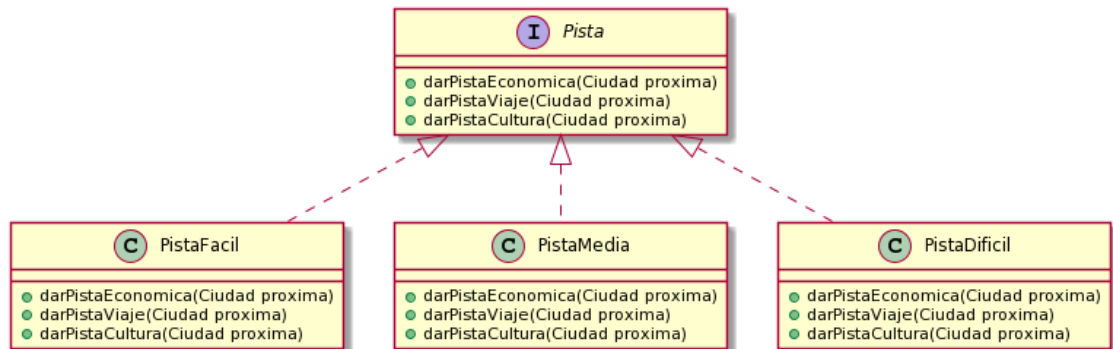 I Pista
darPistaEconomica(Ciudad proxima)
darPistaViaje(Ciudad proxima)
darPistaCultura(Ciudad proxima)
C PistaFacil
darPistaEconomica(Ciudad proxima)
darPistaViaje(Ciudad proxima)
darPistaCultura(Ciudad proxima)
C PistaMedia
darPistaEconomica(Ciudad proxima)
darPistaViaje(Ciudad proxima)
darPistaCultura(Ciudad proxima)
C PistaDificil
darPistaEconomica(Ciudad proxima)
darPistaViaje(Ciudad proxima)
darPistaCultura(Ciudad proxima)